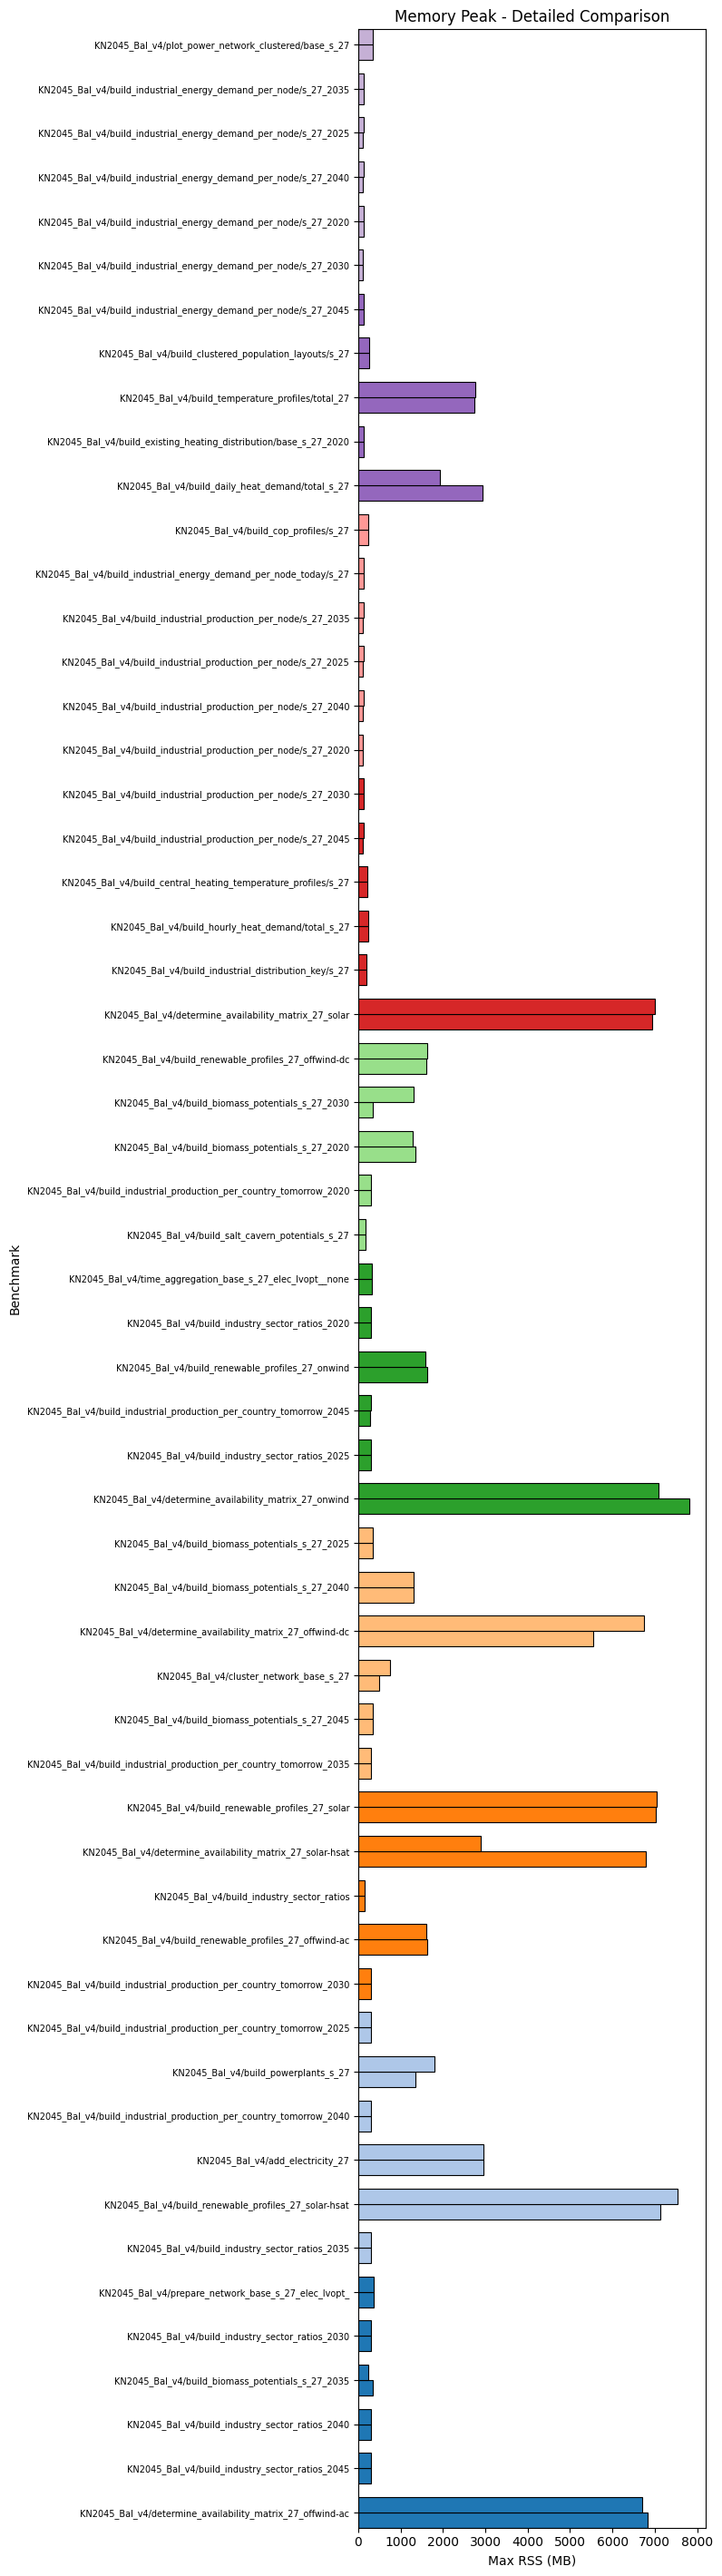 Memory Peak - Detailed Comparison
KN2045_Bal_v4/plot_power_network_clustered/base_s_27
KN2045_Bal_v4/build_industrial_energy_demand_per_node/s_27_2035
KN2045_Bal_v4/build_industrial_energy_demand_per_node/s_27_2025
KN2045_Bal_v4/build_industrial_energy_demand_per_node/s_27_2040
KN2045_Bal_v4/build_industrial_energy_demand_per_node/s_27_2020
KN2045_Bal_v4/build_industrial_energy_demand_per_node/s_27_2030
KN2045_Bal_v4/build_industrial_energy_demand_per_node/s_27_2045
KN2045_Bal_v4/build_clustered_population_layouts/s_27
KN2045_Bal_v4/build_temperature_profiles/total_27
KN2045_Bal_v4/build_existing_heating_distribution/base_s_27_2020
KN2045_Bal_v4/build_daily_heat_demand/total_s_27
KN2045_Bal_v4/build_cop_profiles/s_27
KN2045_Bal_v4/build_industrial_energy_demand_per_node_today/s_27
KN2045_Bal_v4/build_industrial_production_per_node/s_27_2035
KN2045_Bal_v4/build_industrial_production_per_node/s_27_2025
KN2045_Bal_v4/build_industrial_production_per_node/s_27_2040
KN2045_Bal_v4/build_industrial_production_per_node/s_27_2020
KN2045_Bal_v4/build_industrial_production_per_node/s_27_2030
KN2045_Bal_v4/build_industrial_production_per_node/s_27_2045
KN2045_Bal_v4/build_central_heating_temperature_profiles/s_27
KN2045_Bal_v4/build_hourly_heat_demand/total_s_27
KN2045_Bal_v4/build_industrial_distribution_key/s_27
KN2045_Bal_v4/determine_availability_matrix_27_solar
KN2045_Bal_v4/build_renewable_profiles_27_offwind-dc
KN2045_Bal_v4/build_biomass_potentials_s_27_2030
KN2045_Bal_v4/build_biomass_potentials_s_27_2020
KN2045_Bal_v4/build_industrial_production_per_country_tomorrow_2020
KN2045_Bal_v4/build_salt_cavern_potentials_s_27
KN2045_Bal_v4/time_aggregation_base_s_27_elec_lvopt__none
KN2045_Bal_v4/build_industry_sector_ratios_2020
KN2045_Bal_v4/build_renewable_profiles_27_onwind
KN2045_Bal_v4/build_industrial_production_per_country_tomorrow_2045
KN2045_Bal_v4/build_industry_sector_ratios_2025
KN2045_Bal_v4/determine_availability_matrix_27_onwind
KN2045_Bal_v4/build_biomass_potentials_s_27_2025
KN2045_Bal_v4/build_biomass_potentials_s_27_2040
KN2045_Bal_v4/determine_availability_matrix_27_offwind-dc
KN2045_Bal_v4/cluster_network_base_s_27
KN2045_Bal_v4/build_biomass_potentials_s_27_2045
KN2045_Bal_v4/build_industrial_production_per_country_tomorrow_2035
KN2045_Bal_v4/build_renewable_profiles_27_solar
KN2045_Bal_v4/determine_availability_matrix_27_solar-hsat
KN2045_Bal_v4/build_industry_sector_ratios
KN2045_Bal_v4/build_renewable_profiles_27_offwind-ac
KN2045_Bal_v4/build_industrial_production_per_country_tomorrow_2030
KN2045_Bal_v4/build_industrial_production_per_country_tomorrow_2025
KN2045_Bal_v4/build_powerplants_s_27
KN2045_Bal_v4/build_industrial_production_per_country_tomorrow_2040
KN2045_Bal_v4/add_electricity_27
KN2045_Bal_v4/build_renewable_profiles_27_solar-hsat
KN2045_Bal_v4/build_industry_sector_ratios_2035
KN2045_Bal_v4/prepare_network_base_s_27_elec_lvopt_
KN2045_Bal_v4/build_industry_sector_ratios_2030
KN2045_Bal_v4/build_biomass_potentials_s_27_2035
KN2045_Bal_v4/build_industry_sector_ratios_2040
KN2045_Bal_v4/build_industry_sector_ratios_2045
KN2045_Bal_v4/determine_availability_matrix_27_offwind-ac
Benchmark
0 1000 2000 3000 4000 5000 6000 7000 8000
Max RSS (MB)